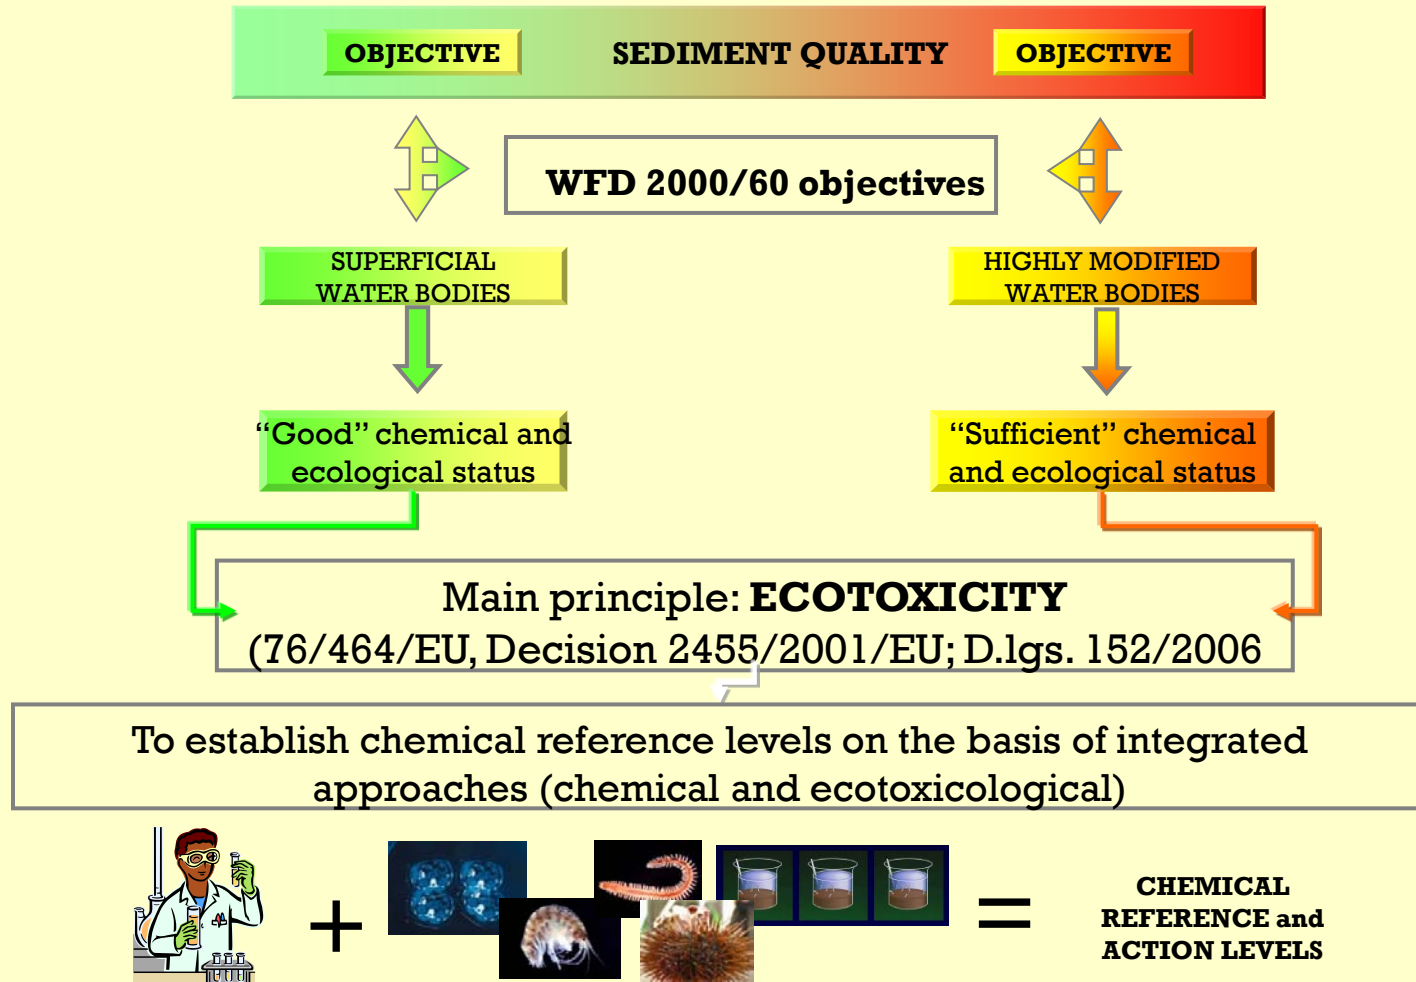 OBJECTIVE SEDIMENT QUALITY OBJECTIVE
WFD 2000/60 objectives
SUPERFICIAL
WATER BODIES
HIGHLY MODIFIED
WATER BODIES
“Good” chemical and
ecological status
“Sufficient” chemical
and ecological status
Main principle: ECOTOXICITY
(76/464/EU, Decision 2455/2001/EU; D.lgs. 152/2006
To establish chemical reference levels on the basis of integrated
approaches (chemical and ecotoxicological)
+ =
CHEMICAL
REFERENCE and
ACTION LEVELS